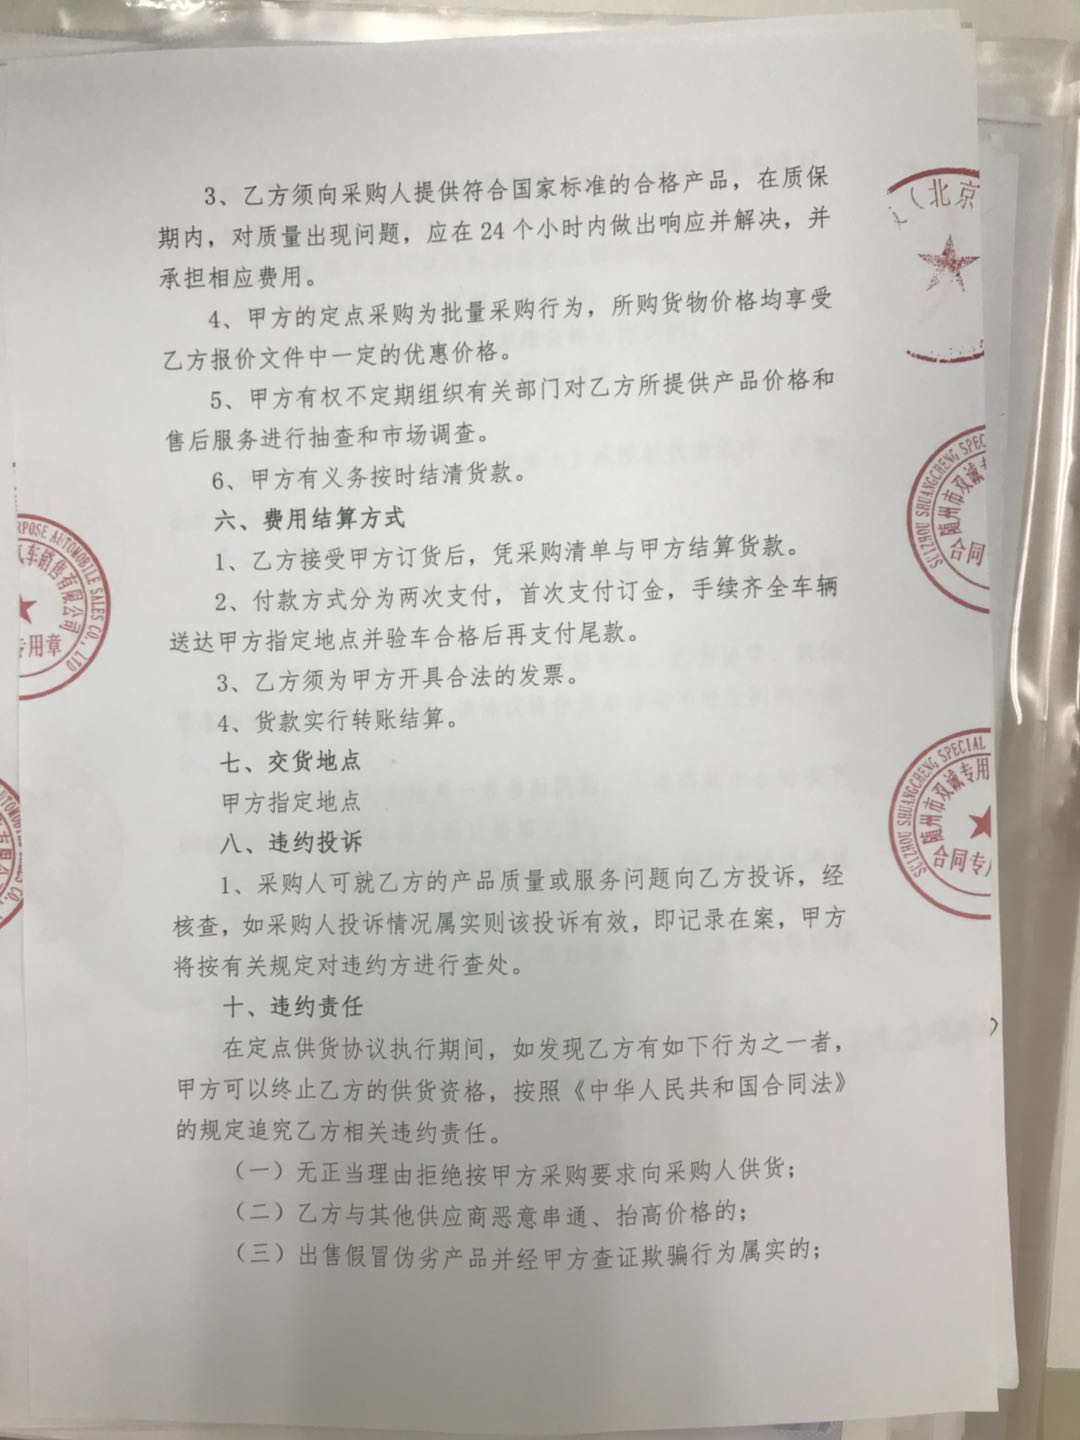 3、乙方须向采购人提供符合国家标准的合格产品，在质保
期内，对质量出现问题，应在24个小时内做出响应并解决，并
承担相应费用。
4、甲方的定点采购为批量采购行为，所购货物价格均享受
乙方报价文件中一定的优惠价格。
5、甲方有权不定期组织有关部门对乙方所提供产品价格和
售后服务进行抽查和市场调查。
6、甲方有义务按时结清货款。
六、费用结算方式
1、乙方接受甲方订货后，凭采购清单与甲方结算货款。
2、付款方式分为两次支付，首次支付订金，手续齐全车辆
送达甲方指定地点并验车合格后再支付尾款。
3、乙方须为甲方开具合法的发票。
4、货款实行转账结算。
七、交货地点
甲方指定地点
八、违约投诉
1、采购人可就乙方的产品质量或服务问题向乙方投诉，经
核查，如采购人投诉情况属实则该投诉有效，即记录在案，甲方
将按有关规定对违约方进行查处。
十、违约责任
在定点供货协议执行期间，如发现乙方有如下行为之一者，
甲方可以终止乙方的供货资格，按照《中华人民共和国合同法》
的规定追究乙方相关违约责任。
（一）无正当理由拒绝按甲方采购要求向采购人供货；
（二）乙方与其他供应商恶意串通、抬高价格的；
（三）出售假冒伪劣产品并经甲方查证欺骗行为属实的；
（北京
SUIZHOU SHUANGCHENG SPEC
随州市双诚专
合同
SUIZHOU SHUANGCHENG SPECIAL
随州市双诚专用
合同专
RPOSE AUTOMOBILE SALES CO., LTD
车销售有限公司
专用章